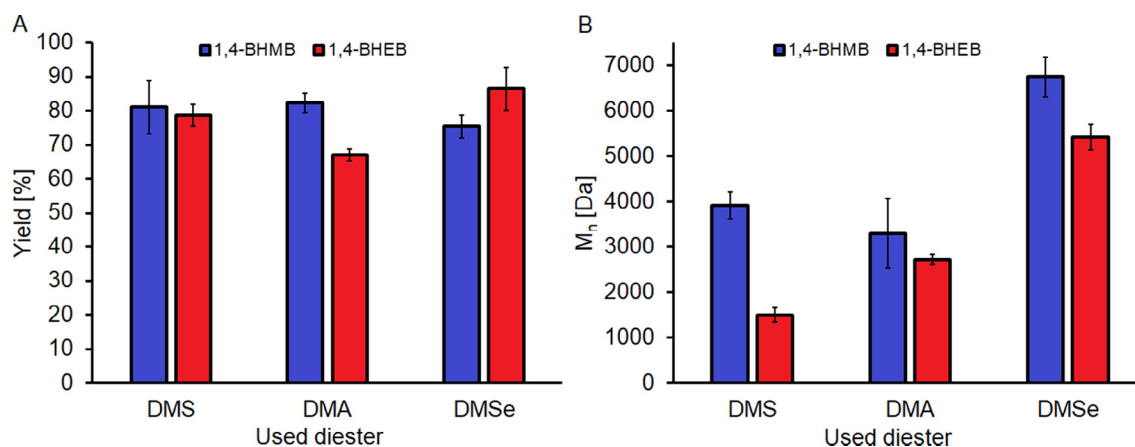 A
1,4-BHMB 1,4-BHEB
Yield [%]
100
90
80
70
60
50
40
30
20
10
0
DMS DMA DMSe
Used diester
B
1,4-BHMB 1,4-BHEB
Mn [Da]
7000
6000
5000
4000
3000
2000
1000
0
DMS DMA DMSe
Used diester